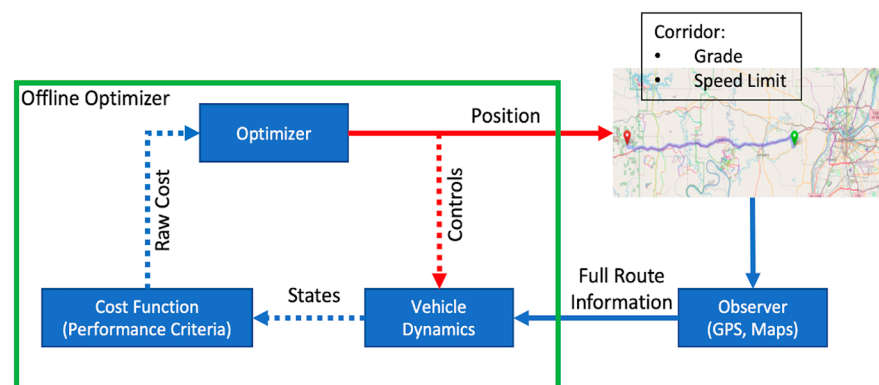 Corridor:
• Grade
• Speed Limit
Offline Optimizer
Optimizer
Position
Raw Cost
Controls
Full Route
Information
States
Cost Function
(Performance Criteria)
Vehicle
Dynamics
Observer
(GPS, Maps)